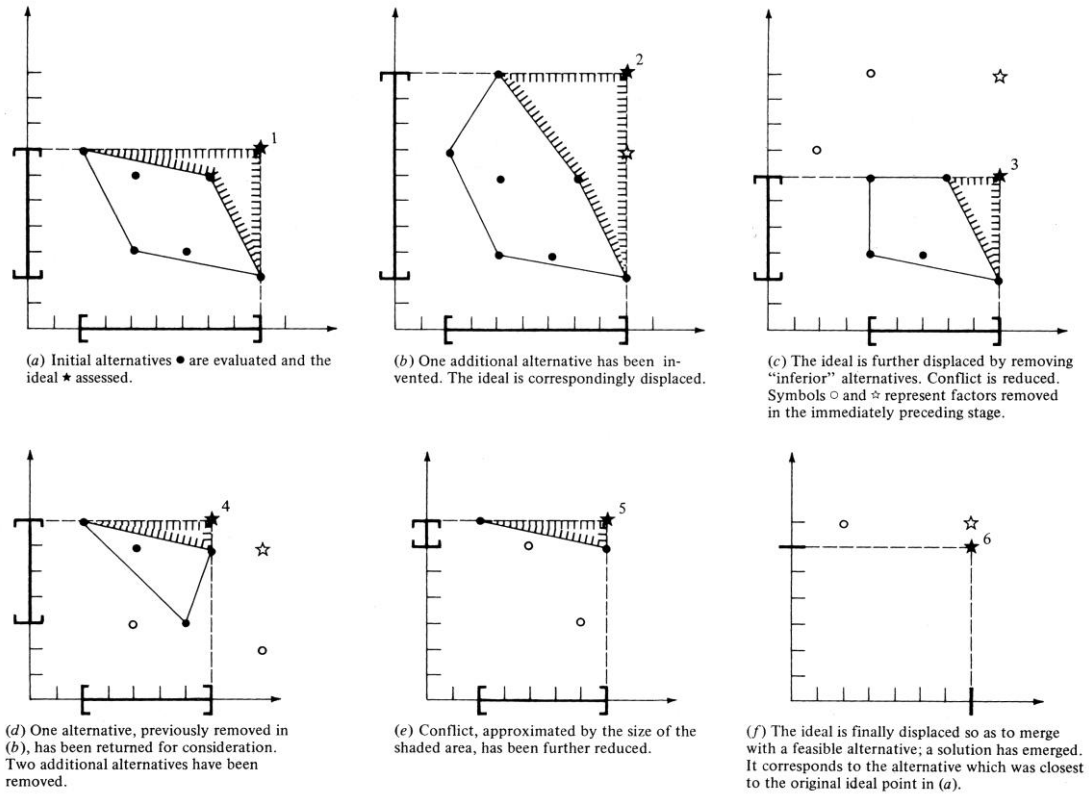 1
2
3
(a) Initial alternatives ● are evaluated and the
ideal ★ assessed.
(b) One additional alternative has been in-
vented. The ideal is correspondingly displaced.
(c) The ideal is further displaced by removing
“inferior” alternatives. Conflict is reduced.
Symbols ○ and ☆ represent factors removed
in the immediately preceding stage.
4
5
6
(d) One alternative, previously removed in
(b), has been returned for consideration.
Two additional alternatives have been
removed.
(e) Conflict, approximated by the size of the
shaded area, has been further reduced.
(f) The ideal is finally displaced so as to merge
with a feasible alternative; a solution has emerged.
It corresponds to the alternative which was closest
to the original ideal point in (a).